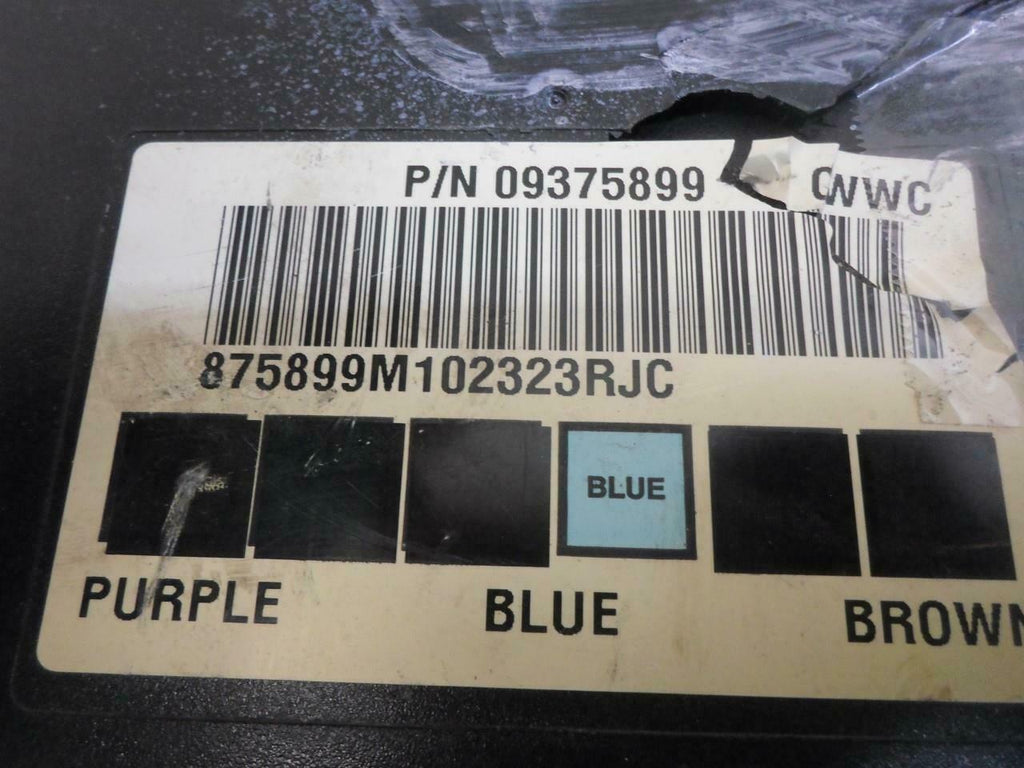 P/N 09375899 CWWC
875899M102323RJC
BLUE
PURPLE BLUE BROWN